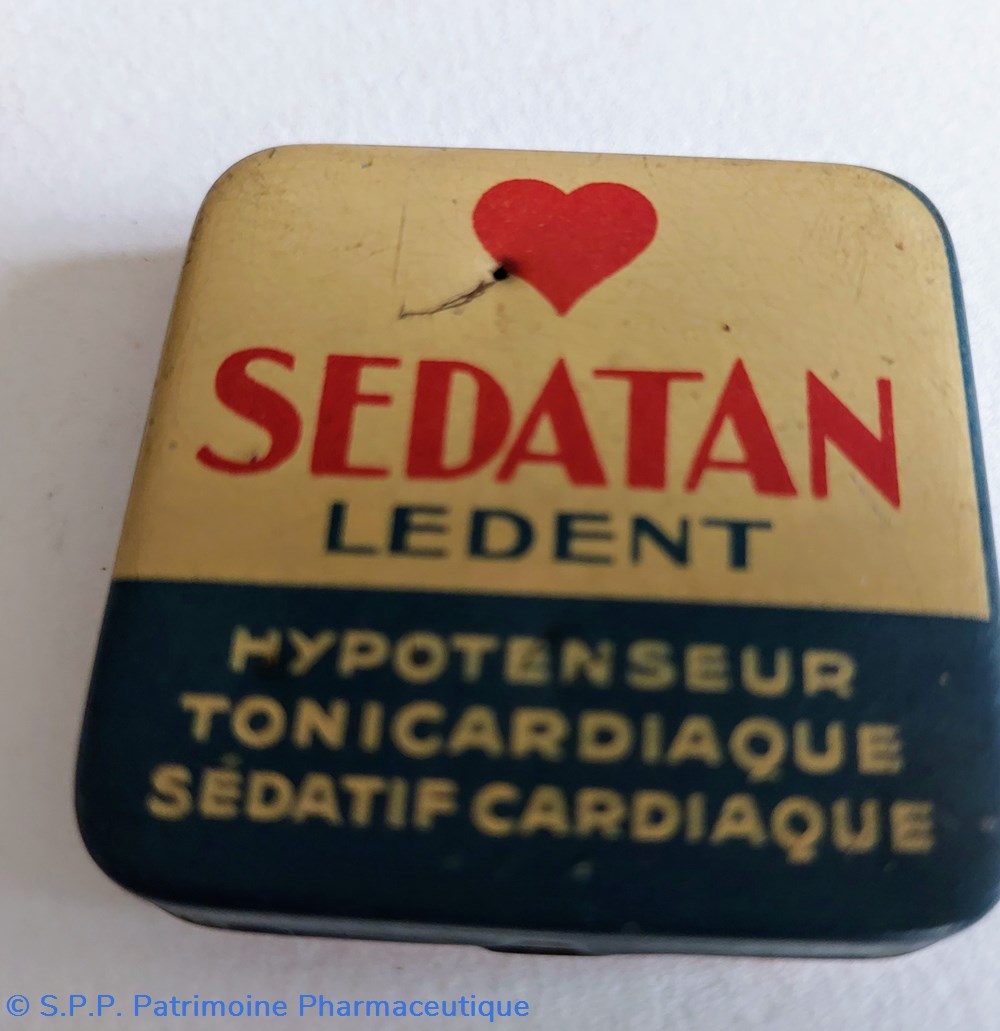 SEDATAN
LEDENT
HYPOTENSEUR
TONICARDIAQUE
SÉDATIF CARDIAQUE
© S.P.P. Patrimoine Pharmaceutique